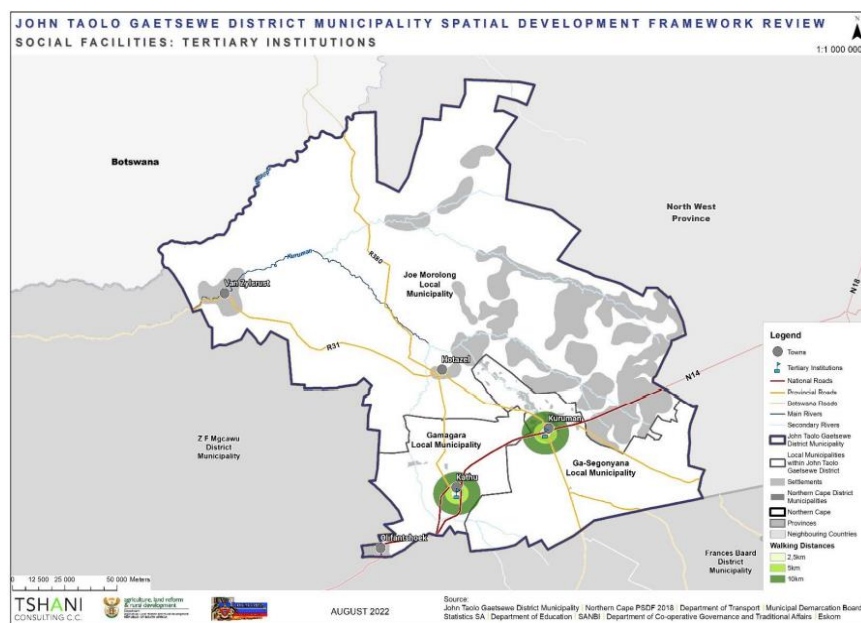 JOHN TAOLO GAETSEWE DISTRICT MUNICIPALITY SPATIAL DEVELOPMENT FRAMEWORK REVIEW
SOCIAL FACILITIES: TERTIARY INSTITUTIONS
1:1 000 000
Botswana
North West
Province
Kuruman
R380
Joe Morolong
Local
Municipality
Van Zylsrust
N18
R31
Hotazel
N14
Kuruman
Gamagara
Local Municipality
Z F Mgcawu
District
Municipality
Ga-Segonyana
Local Municipality
Kathu
Olifantshoek
Frances Baard
District
Municipality
Legend
Towns
Tertiary Institutions
National Roads
Provincial Roads
Botswana Roads
Main Rivers
Secondary Rivers
John Taolo Gaetsewe
District Municipality
Local Municipalities
within John Taolo
Gaetsewe District
Settlements
Northern Cape District
Municipalities
Northern Cape
Provinces
Neighbouring Countries
Walking Distances
2,5km
5km
10km
0 12 500 25 000 50 000 Meters
TSHANI
CONSULTING C.C.
agriculture, land reform
& rural development
AUGUST 2022
Source:
John Taolo Gaetsewe District Municipality | Northern Cape PSDF 2018 | Department of Transport | Municipal Demarcation Board
Statistics SA | Department of Education | SANBI | Department of Co-operative Governance and Traditional Affairs | Eskom